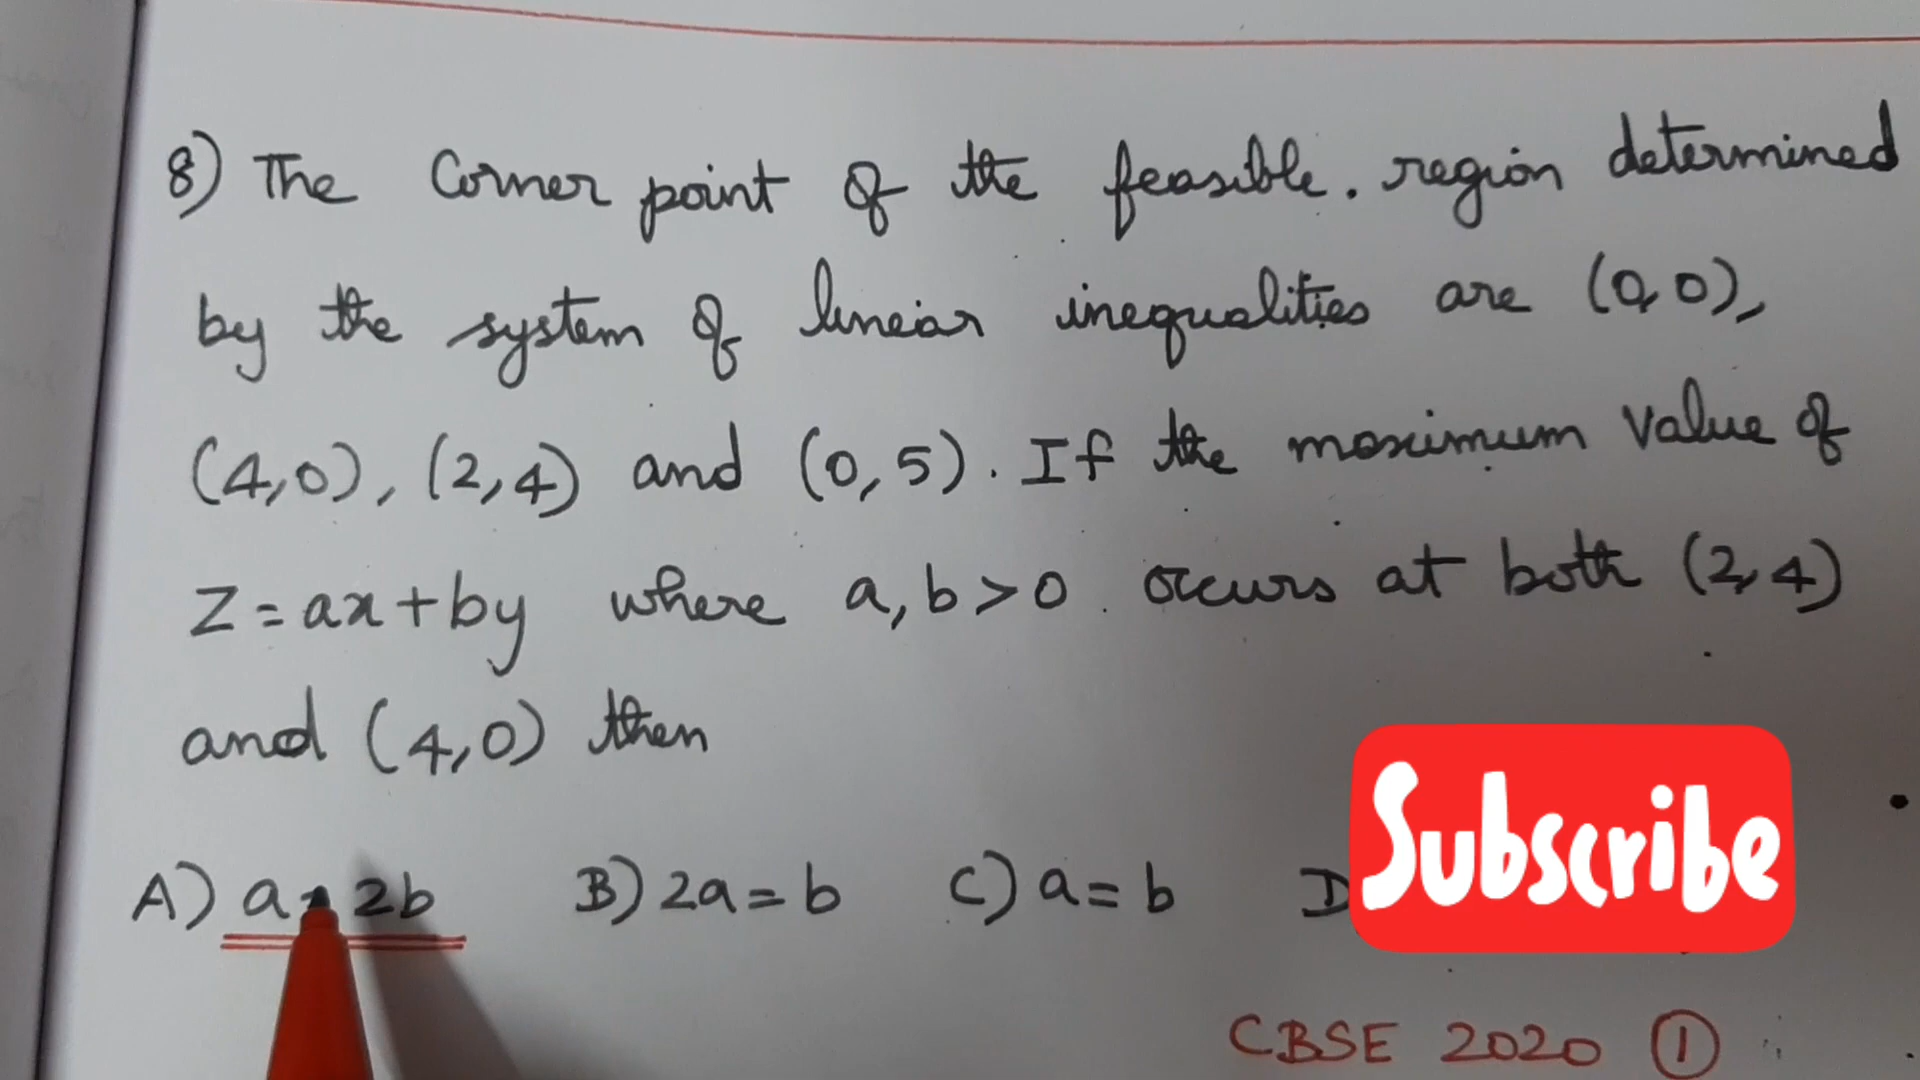 8) The Corner point of the feasible. region determined
by the system of linear inequalities are (0,0),
(4,0), (2,4) and (0,5). If the maximum value of
Z = ax + by where a, b > 0 occurs at both (2,4)
and (4,0) then
A) a = 2b B) 2a = b C) a = b D
Subscribe
CBSE 2020 ①